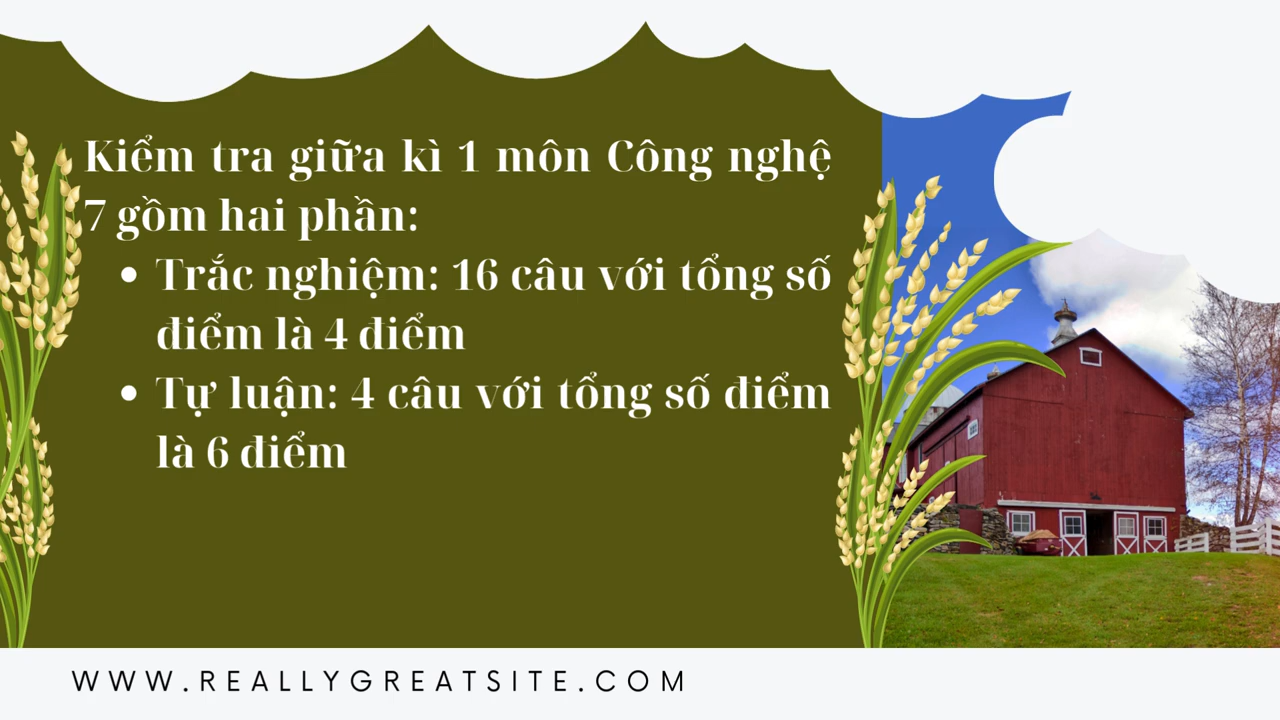 Kiểm tra giữa kì 1 môn Công nghệ
7 gồm hai phần:
• Trắc nghiệm: 16 câu với tổng số
điểm là 4 điểm
• Tự luận: 4 câu với tổng số điểm
là 6 điểm
WWW.REALLYGREATSITE.COM